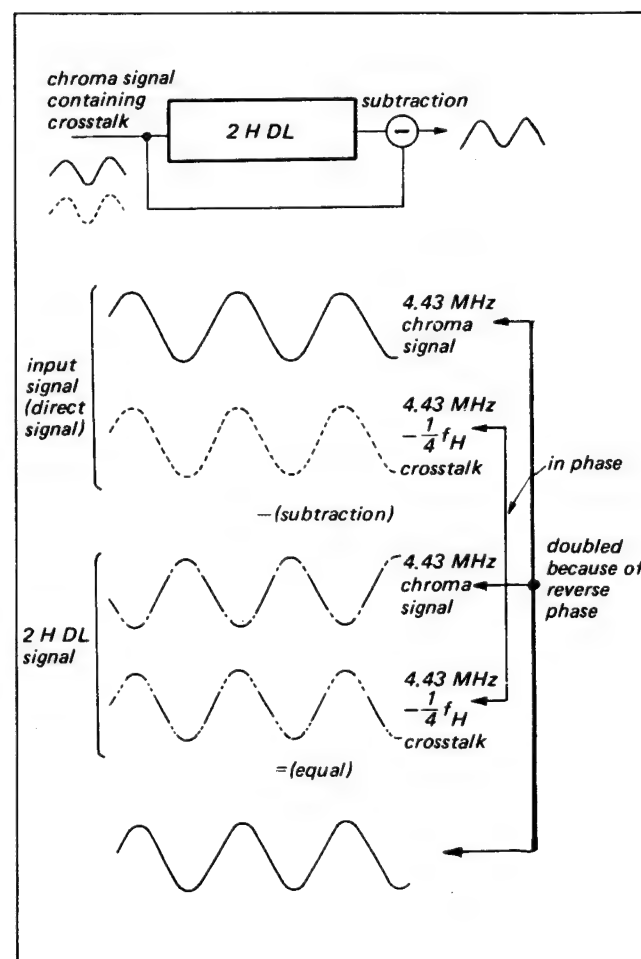 chroma signal
containing
crosstalk
2 H DL
subtraction
−
4.43 MHz
chroma
signal
input
signal
(direct
signal)
4.43 MHz
−1/4 fH
crosstalk
in phase
−(subtraction)
4.43 MHz
chroma
signal
doubled
because of
reverse
phase
2 H DL
signal
4.43 MHz
−1/4 fH
crosstalk
=(equal)